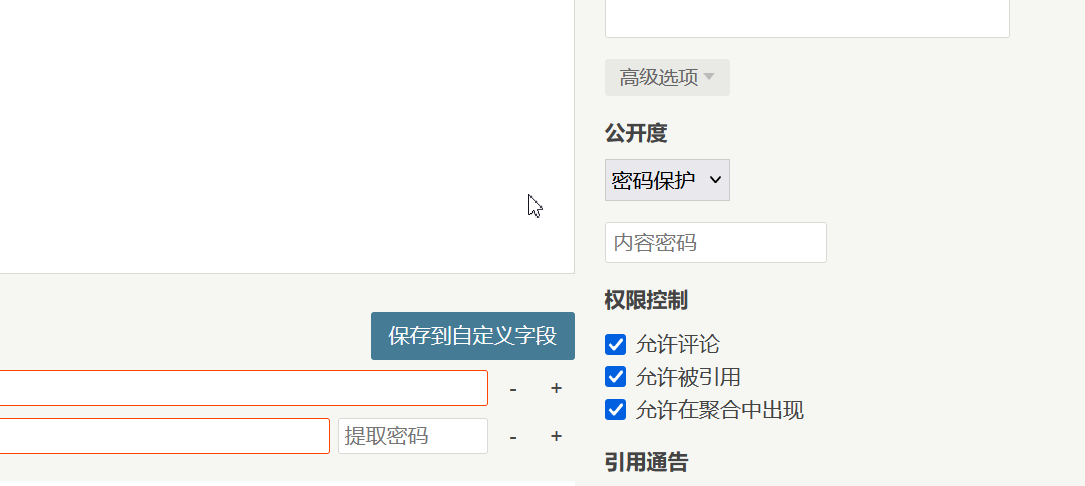 高级选项
公开度
密码保护
内容密码
权限控制
允许评论
允许被引用
允许在聚合中出现
引用通告
保存到自定义字段
- +
提取密码 - +